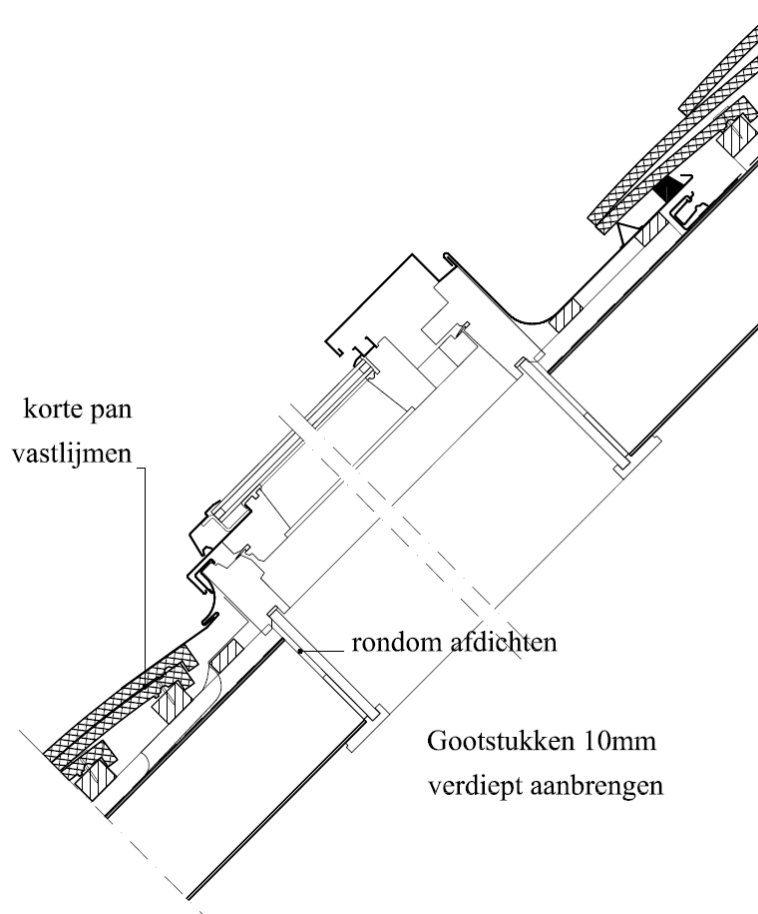 korte pan
vastlijmen
rondom afdichten
Gootstukken 10mm
verdiept aanbrengen